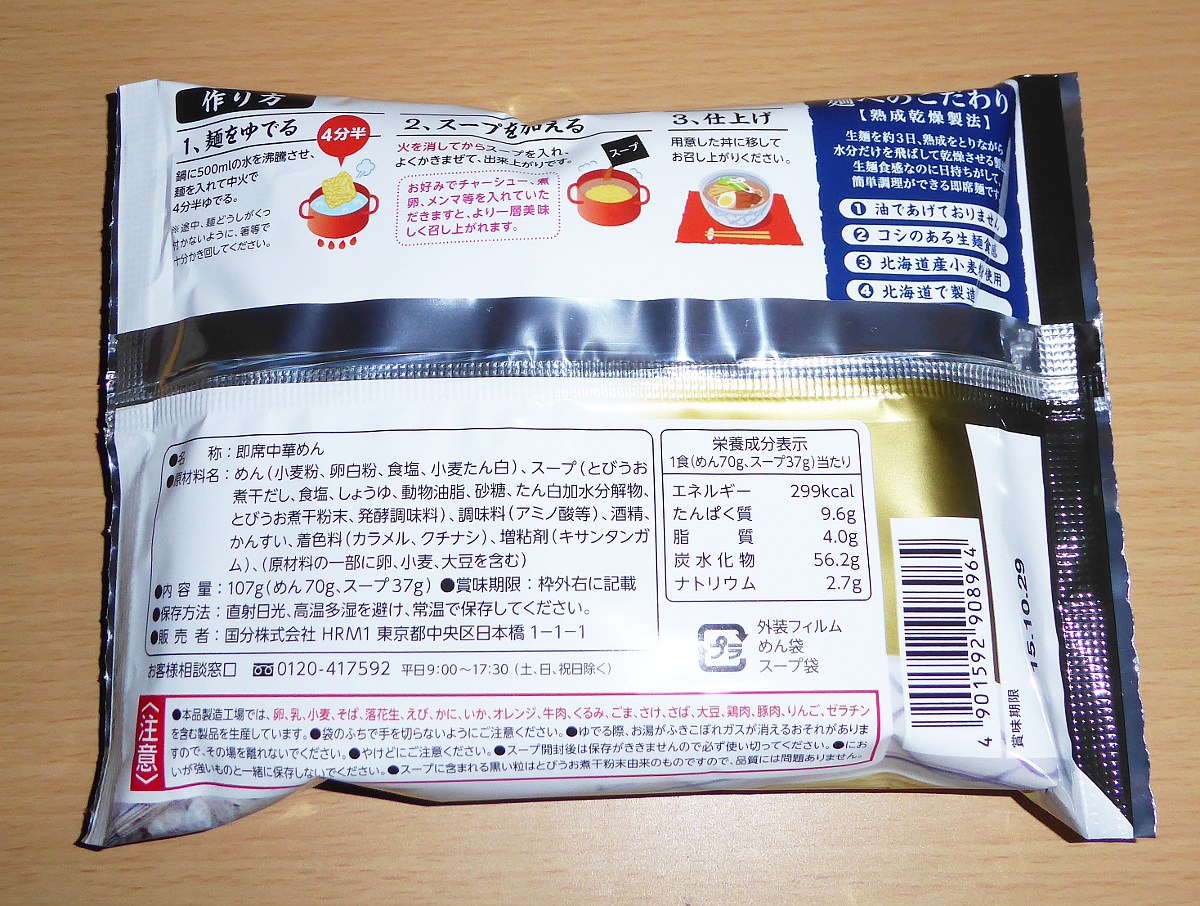 作り方
1、麺をゆでる
4分半
鍋に500mlの水を沸騰させ、
麺を入れて中火で
4分半ゆでる。
※途中、麺どうしがくっ
付かないように、箸等で
十分かき回してください。
2、スープを加える
火を消してからスープを入れ、
よくかきまぜて、出来上がりです。
お好みでチャーシュー、煮
卵、メンマ等を入れていた
だきますと、より一層美味
しく召し上がれます。
スープ
3、仕上げ
用意した丼に移して
お召し上がりください。
麺へのこだわり
【熟成乾燥製法】
生麺を約3日、熟成をとりながら
水分だけを飛ばして乾燥させる製
生麺食感なのに日持ちがして
簡単調理ができる即席麺です
1 油であげておりません
2 コシのある生麺食感
3 北海道産小麦粉使用
4 北海道で製造
●名 称:即席中華めん
●原材料名:めん(小麦粉、卵白粉、食塩、小麦たん白)、スープ(とびうお
煮干だし、食塩、しょうゆ、動物油脂、砂糖、たん白加水分解物、
とびうお煮干粉末、発酵調味料)、調味料(アミノ酸等)、酒精、
かんすい、着色料(カラメル、クチナシ)、増粘剤(キサンタンガ
ム)、(原材料の一部に卵、小麦、大豆を含む)
●内容量:107g(めん70g、スープ37g) ●賞味期限:枠外右に記載
●保存方法:直射日光、高温多湿を避け、常温で保存してください。
●販売者:国分株式会社 HRM1 東京都中央区日本橋1-1-1
お客様相談窓口 0120-417592 平日9:00〜17:30 (土、日、祝日除く)
栄養成分表示
1食(めん70g、スープ37g)当たり
エネルギー 299kcal
たんぱく質 9.6g
脂質 4.0g
炭水化物 56.2g
ナトリウム 2.7g
プラ
外装フィルム
めん袋
スープ袋
4 901592 908964
賞味期限
15.10.29
〈注意〉
●本品製造工場では、卵、乳、小麦、そば、落花生、えび、かに、いか、オレンジ、牛肉、くるみ、ごま、さけ、さば、大豆、鶏肉、豚肉、りんご、ゼラチン
を含む製品を生産しています。●袋のふちで手を切らないようにご注意ください。●ゆでる際、お湯がふきこぼれガスが消えるおそれがありま
すので、その場を離れないでください。●やけどにご注意ください。●スープ開封後は保存がききませんので必ず使い切ってください。●にお
いが強いものと一緒に保存しないでください。●スープに含まれる黒い粒はとびうお煮干粉末由来のものですので、品質には問題ありません。